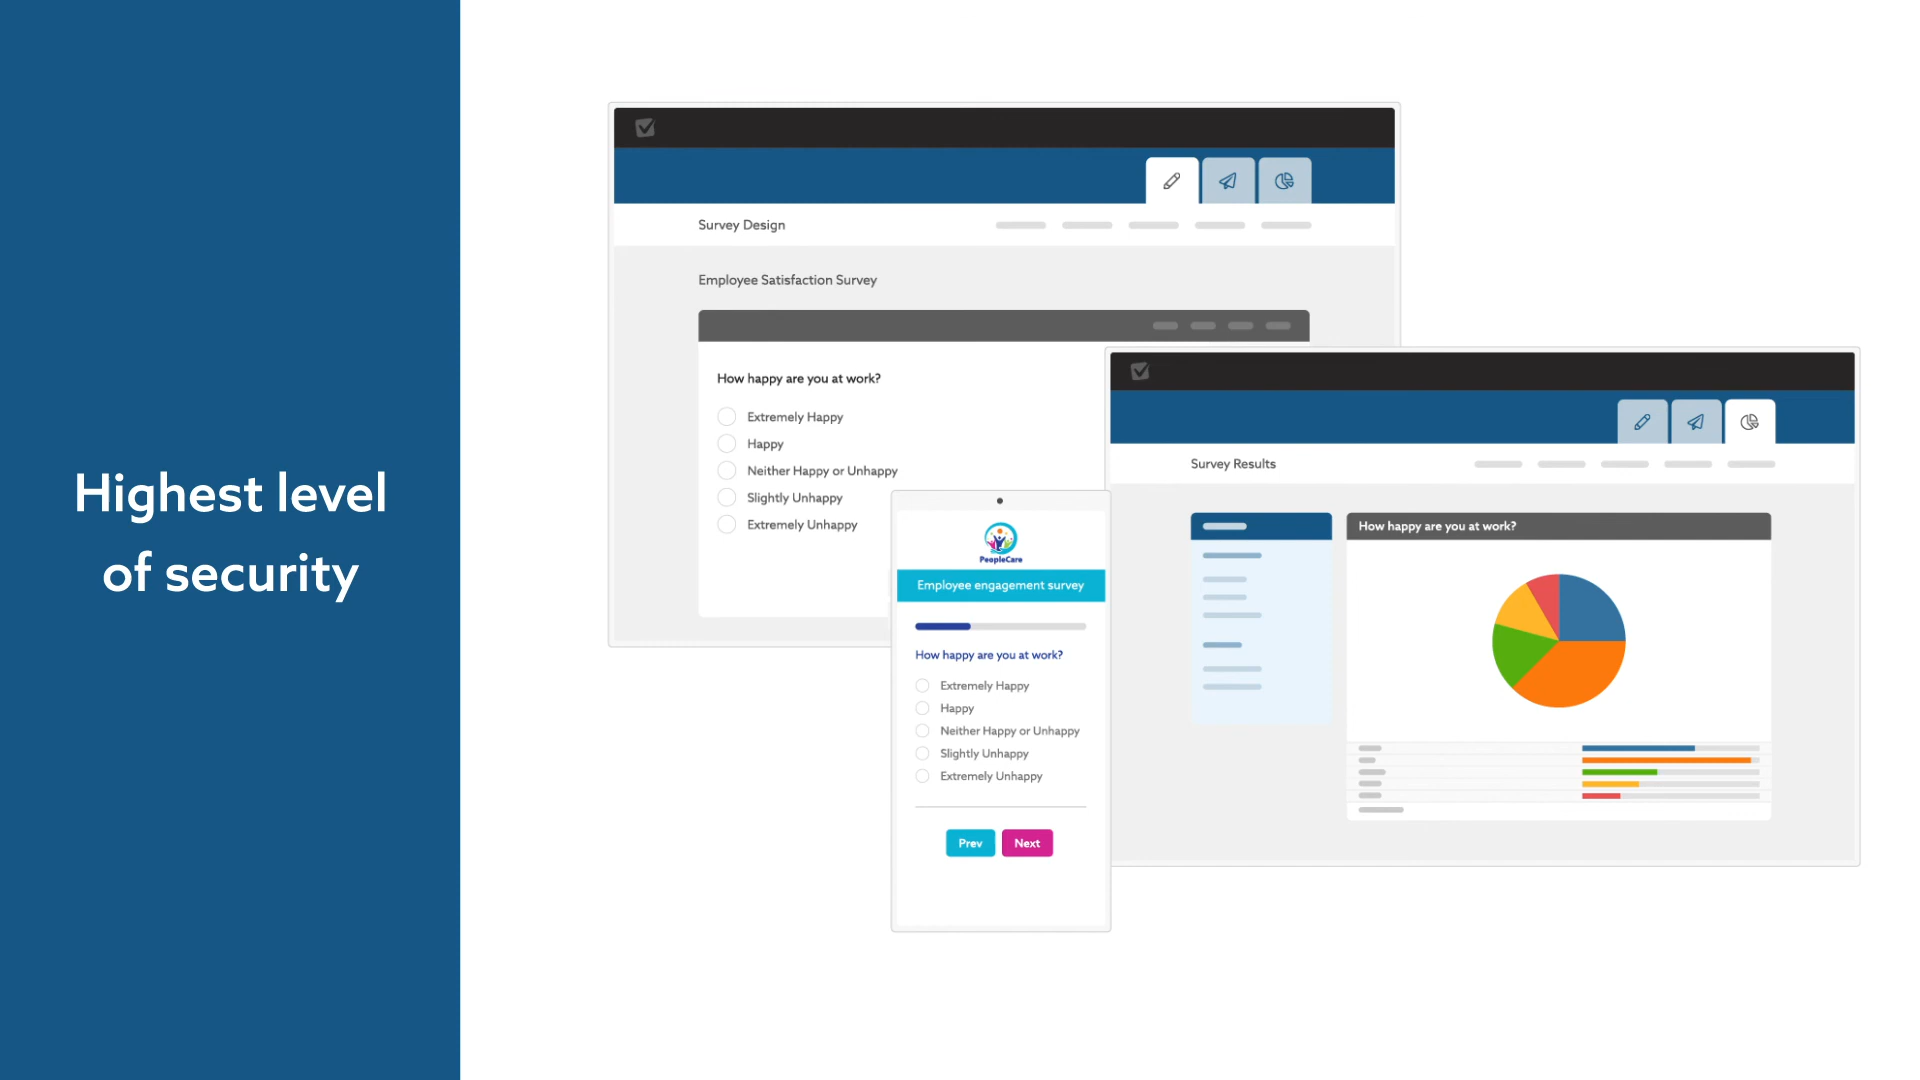 Highest level
of security
Survey Design
Employee Satisfaction Survey
How happy are you at work?
Extremely Happy
Happy
Neither Happy or Unhappy
Slightly Unhappy
Extremely Unhappy
PeopleCare
Employee engagement survey
How happy are you at work?
Extremely Happy
Happy
Neither Happy or Unhappy
Slightly Unhappy
Extremely Unhappy
Prev
Next
Survey Results
How happy are you at work?